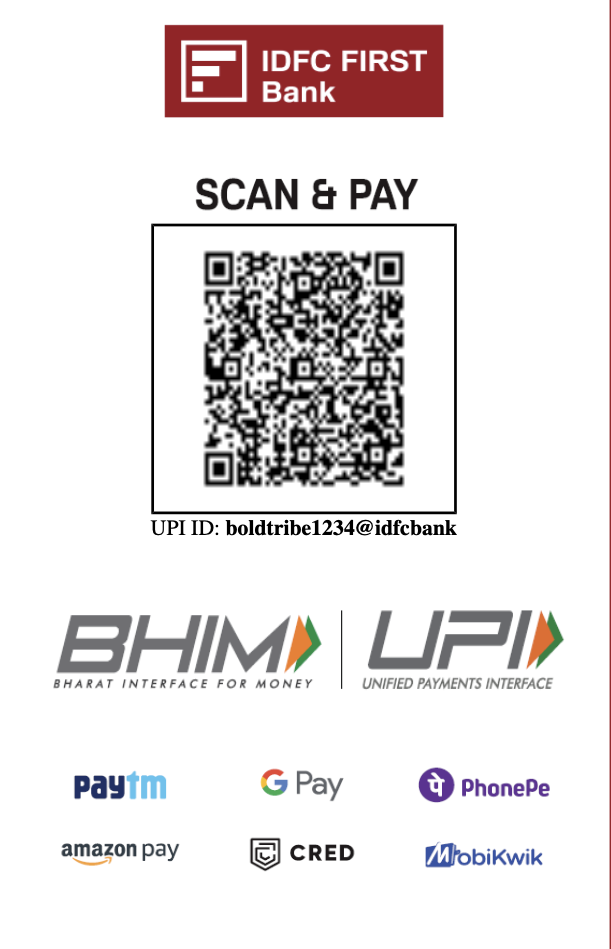 IDFC FIRST
Bank
SCAN & PAY
UPI ID: boldtribe1234@idfcbank
BHIM
BHARAT INTERFACE FOR MONEY
UPI
UNIFIED PAYMENTS INTERFACE
paytm
G Pay
पे PhonePe
amazon pay
CRED
MobiKwik